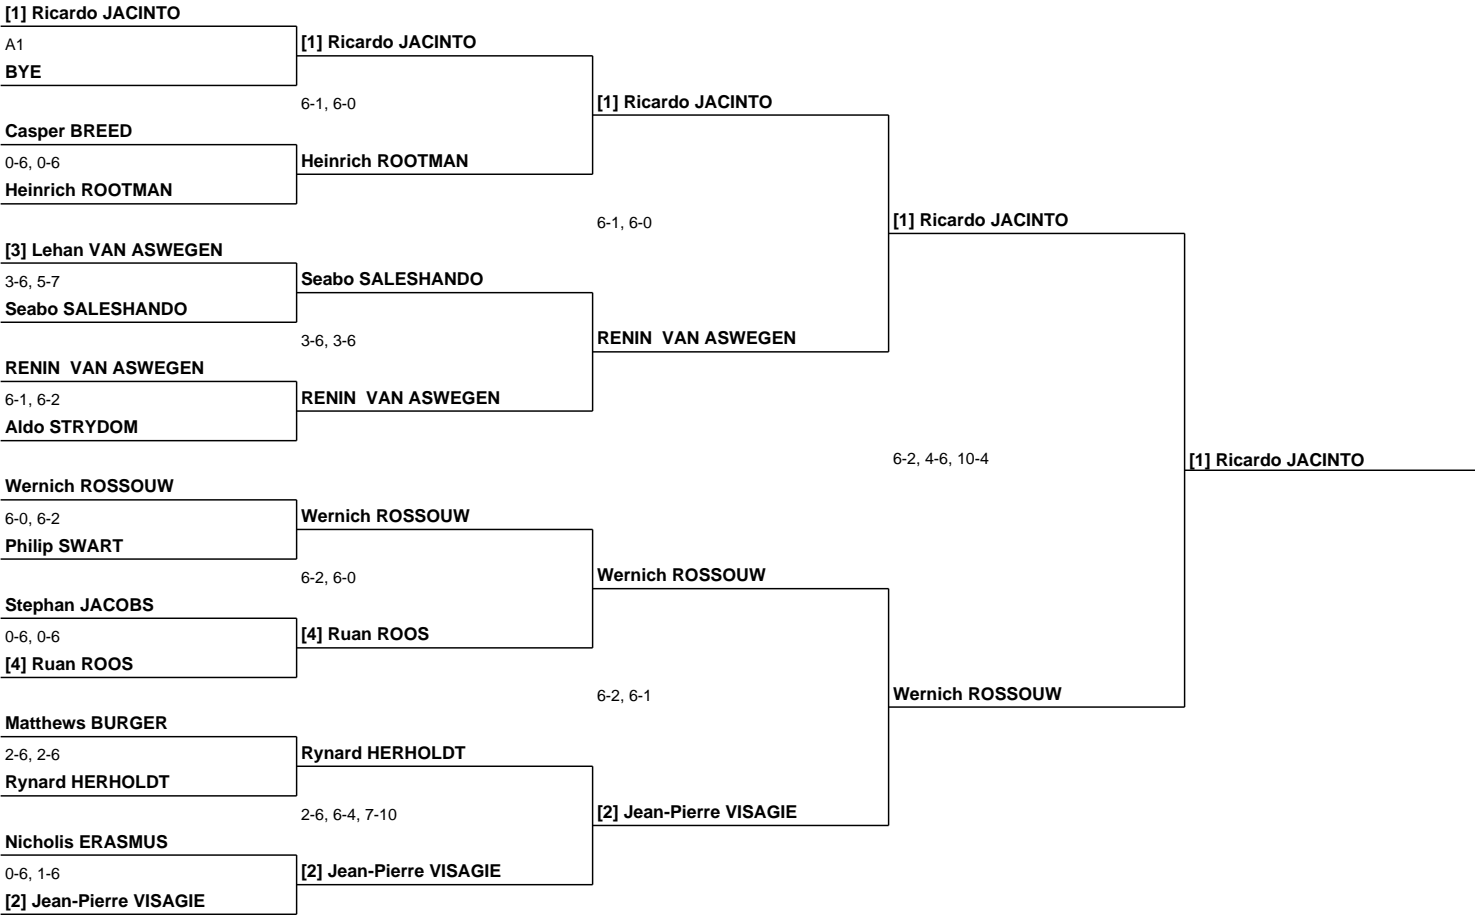 [1] Ricardo JACINTO
A1
BYE
Casper BREED
0-6, 0-6
Heinrich ROOTMAN
[3] Lehan VAN ASWEGEN
3-6, 5-7
Seabo SALESHANDO
RENIN  VAN ASWEGEN
6-1, 6-2
Aldo STRYDOM
Wernich ROSSOUW
6-0, 6-2
Philip SWART
Stephan JACOBS
0-6, 0-6
[4] Ruan ROOS
Matthews BURGER
2-6, 2-6
Rynard HERHOLDT
Nicholis ERASMUS
0-6, 1-6
[2] Jean-Pierre VISAGIE
[1] Ricardo JACINTO
6-1, 6-0
Heinrich ROOTMAN
Seabo SALESHANDO
3-6, 3-6
RENIN  VAN ASWEGEN
Wernich ROSSOUW
6-2, 6-0
[4] Ruan ROOS
Rynard HERHOLDT
2-6, 6-4, 7-10
[2] Jean-Pierre VISAGIE
[1] Ricardo JACINTO
6-1, 6-0
RENIN  VAN ASWEGEN
Wernich ROSSOUW
6-2, 6-1
[2] Jean-Pierre VISAGIE
[1] Ricardo JACINTO
6-2, 4-6, 10-4
Wernich ROSSOUW
[1] Ricardo JACINTO